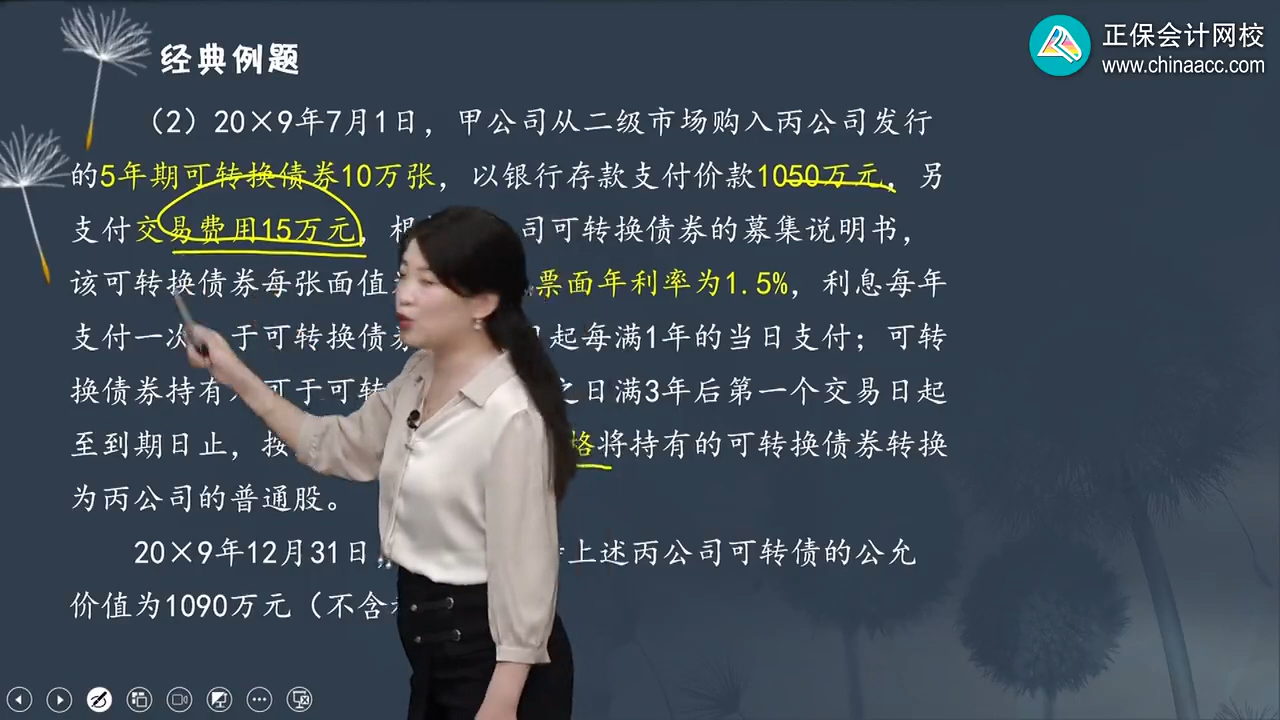 正保会计网校
www.chinaacc.com
经典例题
（2）20×9年7月1日，甲公司从二级市场购入丙公司发行
的5年期可转换债券10万张，以银行存款支付价款1050万元，另
支付交易费用15万元，根 司可转换债券的募集说明书，
该可转换债券每张面值 票面年利率为1.5%，利息每年
支付一次 于可转换债券 起每满1年的当日支付；可转
换债券持有 可于可转 之日满3年后第一个交易日起
至到期日止，按 格将持有的可转换债券转换
为丙公司的普通股。
20×9年12月31日， 上述丙公司可转债的公允
价值为1090万元（不含